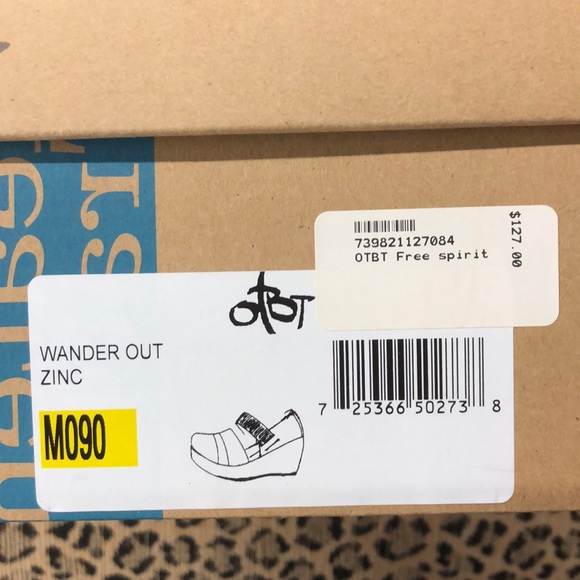 739821127084
OTBT Free spirit
$127.00
OTBT
WANDER OUT
ZINC
M090
7 25366 50273 8